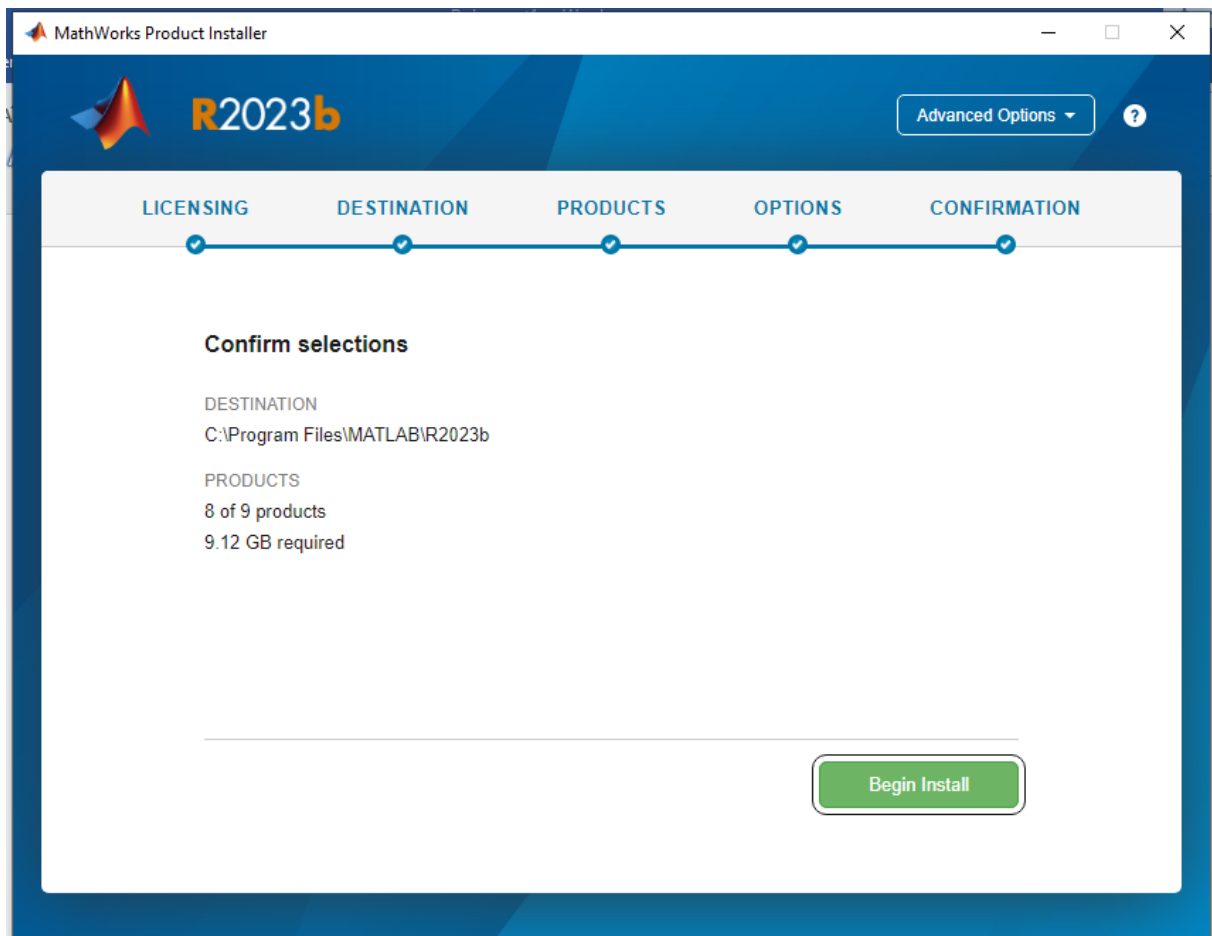 MathWorks Product Installer
R2023b
Advanced Options
?
LICENSING DESTINATION PRODUCTS OPTIONS CONFIRMATION
Confirm selections
DESTINATION
C:\Program Files\MATLAB\R2023b
PRODUCTS
8 of 9 products
9.12 GB required
Begin Install